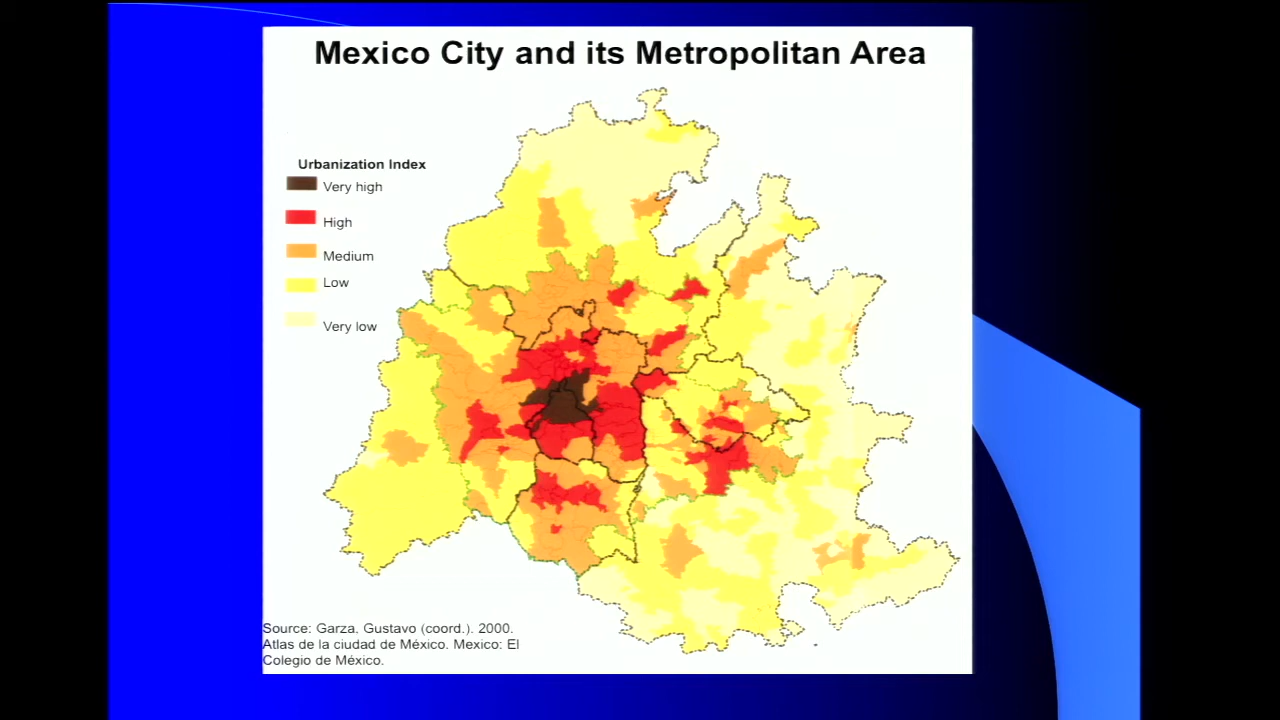 Mexico City and its Metropolitan Area
Urbanization Index
Very high
High
Medium
Low
Very low
Source: Garza, Gustavo (coord.). 2000.
Atlas de la ciudad de México. Mexico: El
Colegio de México.